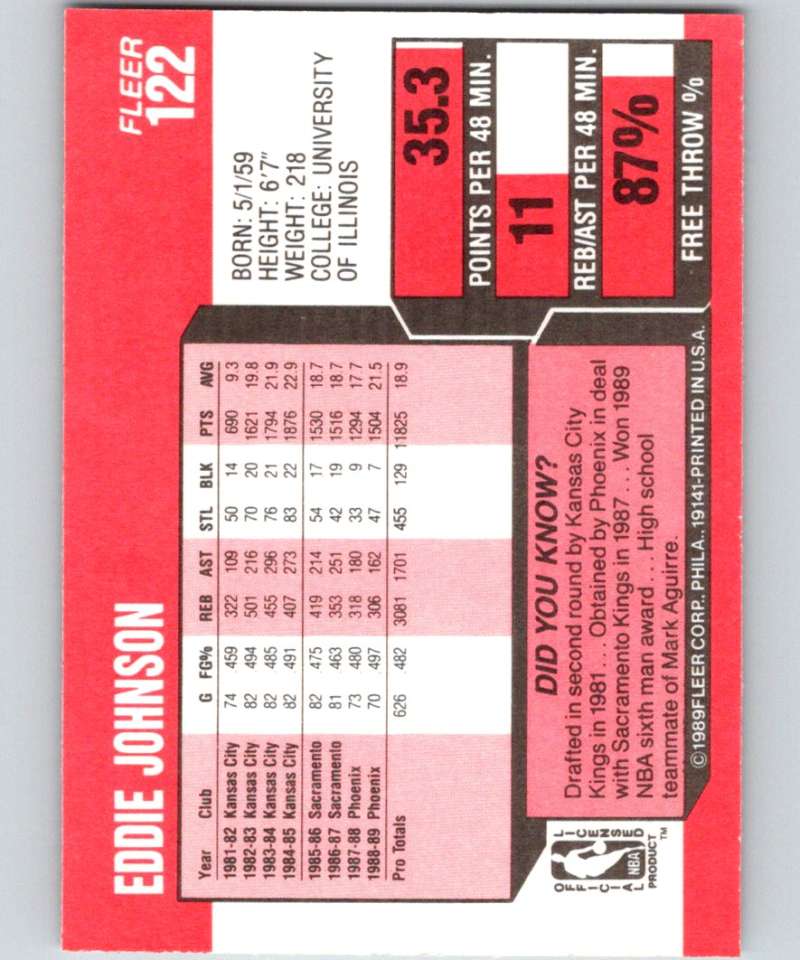 EDDIE JOHNSON
FLEER
122
BORN: 5/1/59
HEIGHT: 6'7"
WEIGHT: 218
COLLEGE: UNIVERSITY
OF ILLINOIS
Year Club G FG% REB AST STL BLK PTS AVG
1981-82 Kansas City 74 .459 322 109 50 14 690 9.3
1982-83 Kansas City 82 .494 501 216 70 20 1621 19.8
1983-84 Kansas City 82 .485 455 296 76 21 1794 21.9
1984-85 Kansas City 82 .491 407 273 83 22 1876 22.9
1985-86 Sacramento 82 .475 419 214 54 17 1530 18.7
1986-87 Sacramento 81 .463 353 251 42 19 1516 18.7
1987-88 Phoenix 73 .480 318 180 33 9 1294 17.7
1988-89 Phoenix 70 .497 306 162 47 7 1504 21.5
Pro Totals 626 .482 3081 1701 455 129 11825 18.9
35.3
POINTS PER 48 MIN.
11
REB/AST PER 48 MIN.
87%
FREE THROW %
DID YOU KNOW?
Drafted in second round by Kansas City
Kings in 1981 . . . Obtained by Phoenix in deal
with Sacramento Kings in 1987 . . . Won 1989
NBA sixth man award . . . High school
teammate of Mark Aguirre.
OFFICIAL
LICENSED
NBA
PRODUCT™
©1989FLEER CORP., PHILA., 19141-PRINTED IN U.S.A.